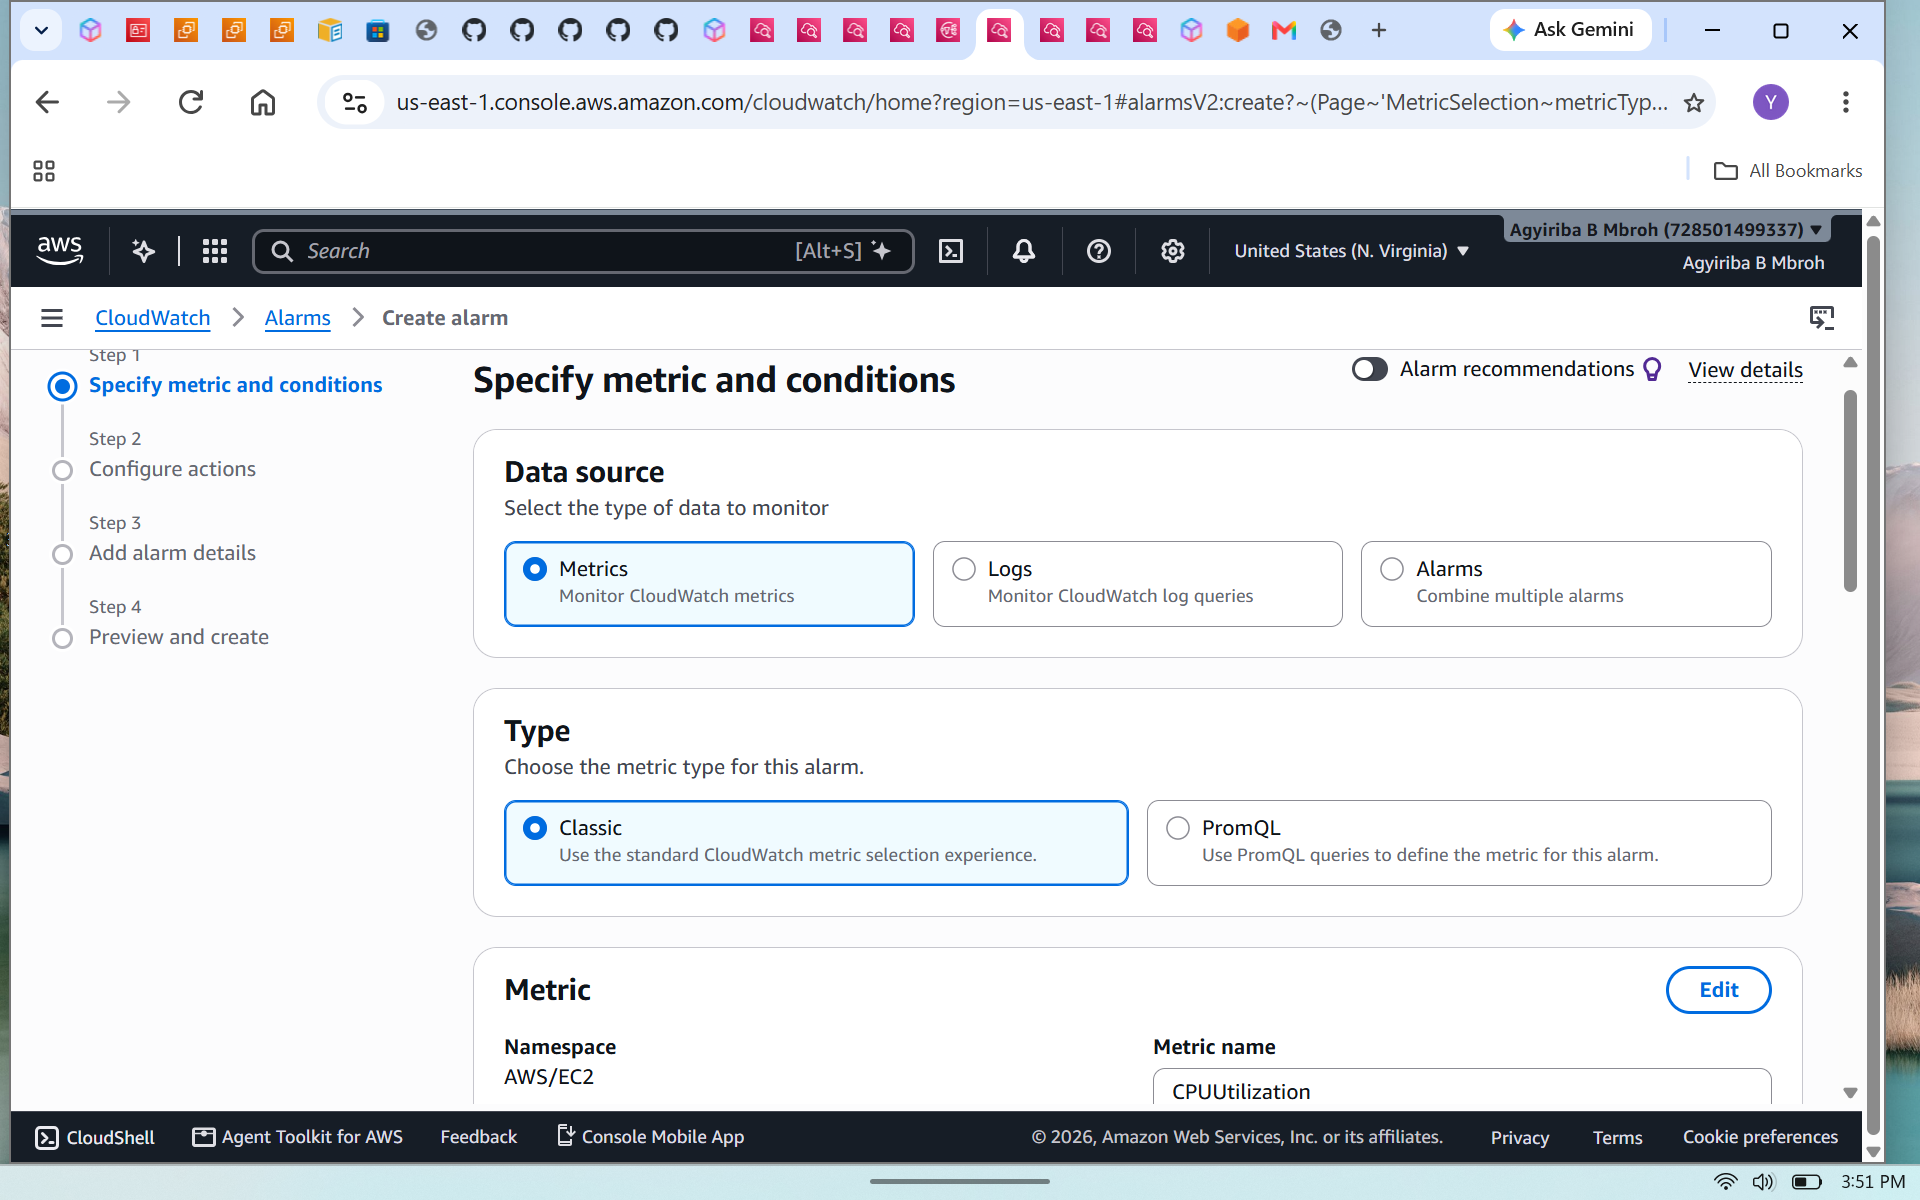 Ask Gemini
us-east-1.console.aws.amazon.com/cloudwatch/home?region=us-east-1#alarmsV2:create?~(Page~'MetricSelection~metricTyp...
Y
All Bookmarks
aws
Search
[Alt+S]
United States (N. Virginia)
Agyiriba B Mbroh (728501499337)
Agyiriba B Mbroh
CloudWatch
Alarms
Create alarm
Step 1
Specify metric and conditions
Step 2
Configure actions
Step 3
Add alarm details
Step 4
Preview and create
Specify metric and conditions
Alarm recommendations
View details
Data source
Select the type of data to monitor
Metrics
Monitor CloudWatch metrics
Logs
Monitor CloudWatch log queries
Alarms
Combine multiple alarms
Type
Choose the metric type for this alarm.
Classic
Use the standard CloudWatch metric selection experience.
PromQL
Use PromQL queries to define the metric for this alarm.
Metric
Edit
Namespace
AWS/EC2
Metric name
CPUUtilization
CloudShell
Agent Toolkit for AWS
Feedback
Console Mobile App
© 2026, Amazon Web Services, Inc. or its affiliates.
Privacy
Terms
Cookie preferences
3:51 PM